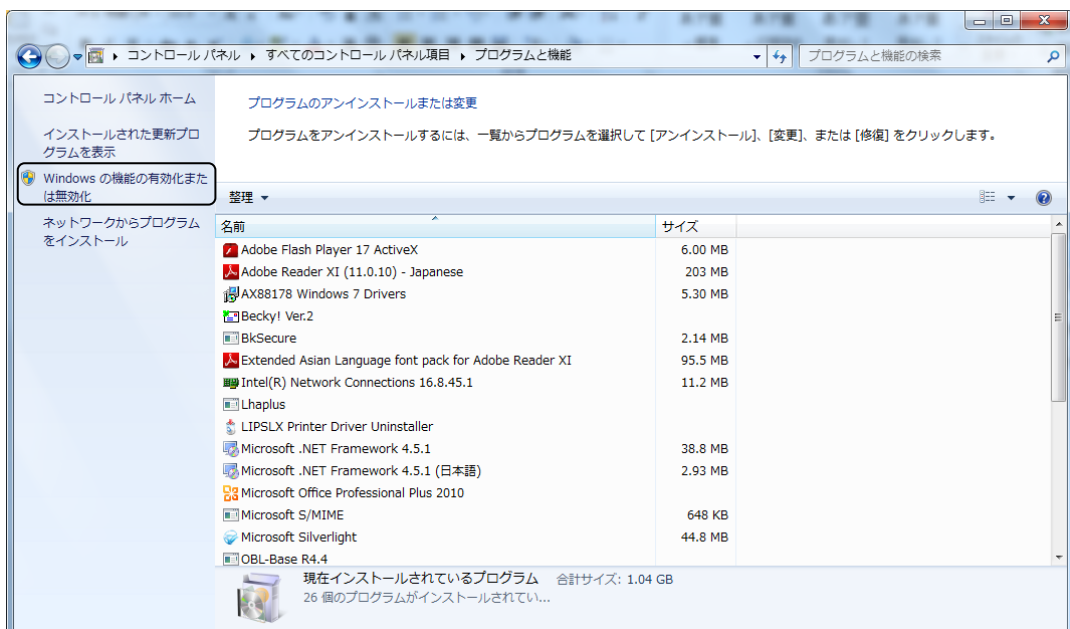 コントロール パネル ▸ すべてのコントロール パネル項目 ▸ プログラムと機能
プログラムと機能の検索
コントロール パネル ホーム
インストールされた更新プロ
グラムを表示
Windows の機能の有効化また
は無効化
ネットワークからプログラム
をインストール
プログラムのアンインストールまたは変更
プログラムをアンインストールするには、一覧からプログラムを選択して [アンインストール]、[変更]、または [修復] をクリックします。
整理
名前 サイズ
Adobe Flash Player 17 ActiveX 6.00 MB
Adobe Reader XI (11.0.10) - Japanese 203 MB
AX88178 Windows 7 Drivers 5.30 MB
Becky! Ver.2
BkSecure 2.14 MB
Extended Asian Language font pack for Adobe Reader XI 95.5 MB
Intel(R) Network Connections 16.8.45.1 11.2 MB
Lhaplus
LIPSLX Printer Driver Uninstaller
Microsoft .NET Framework 4.5.1 38.8 MB
Microsoft .NET Framework 4.5.1 (日本語) 2.93 MB
Microsoft Office Professional Plus 2010
Microsoft S/MIME 648 KB
Microsoft Silverlight 44.8 MB
OBL-Base R4.4
現在インストールされているプログラム 合計サイズ: 1.04 GB
26 個のプログラムがインストールされてい...